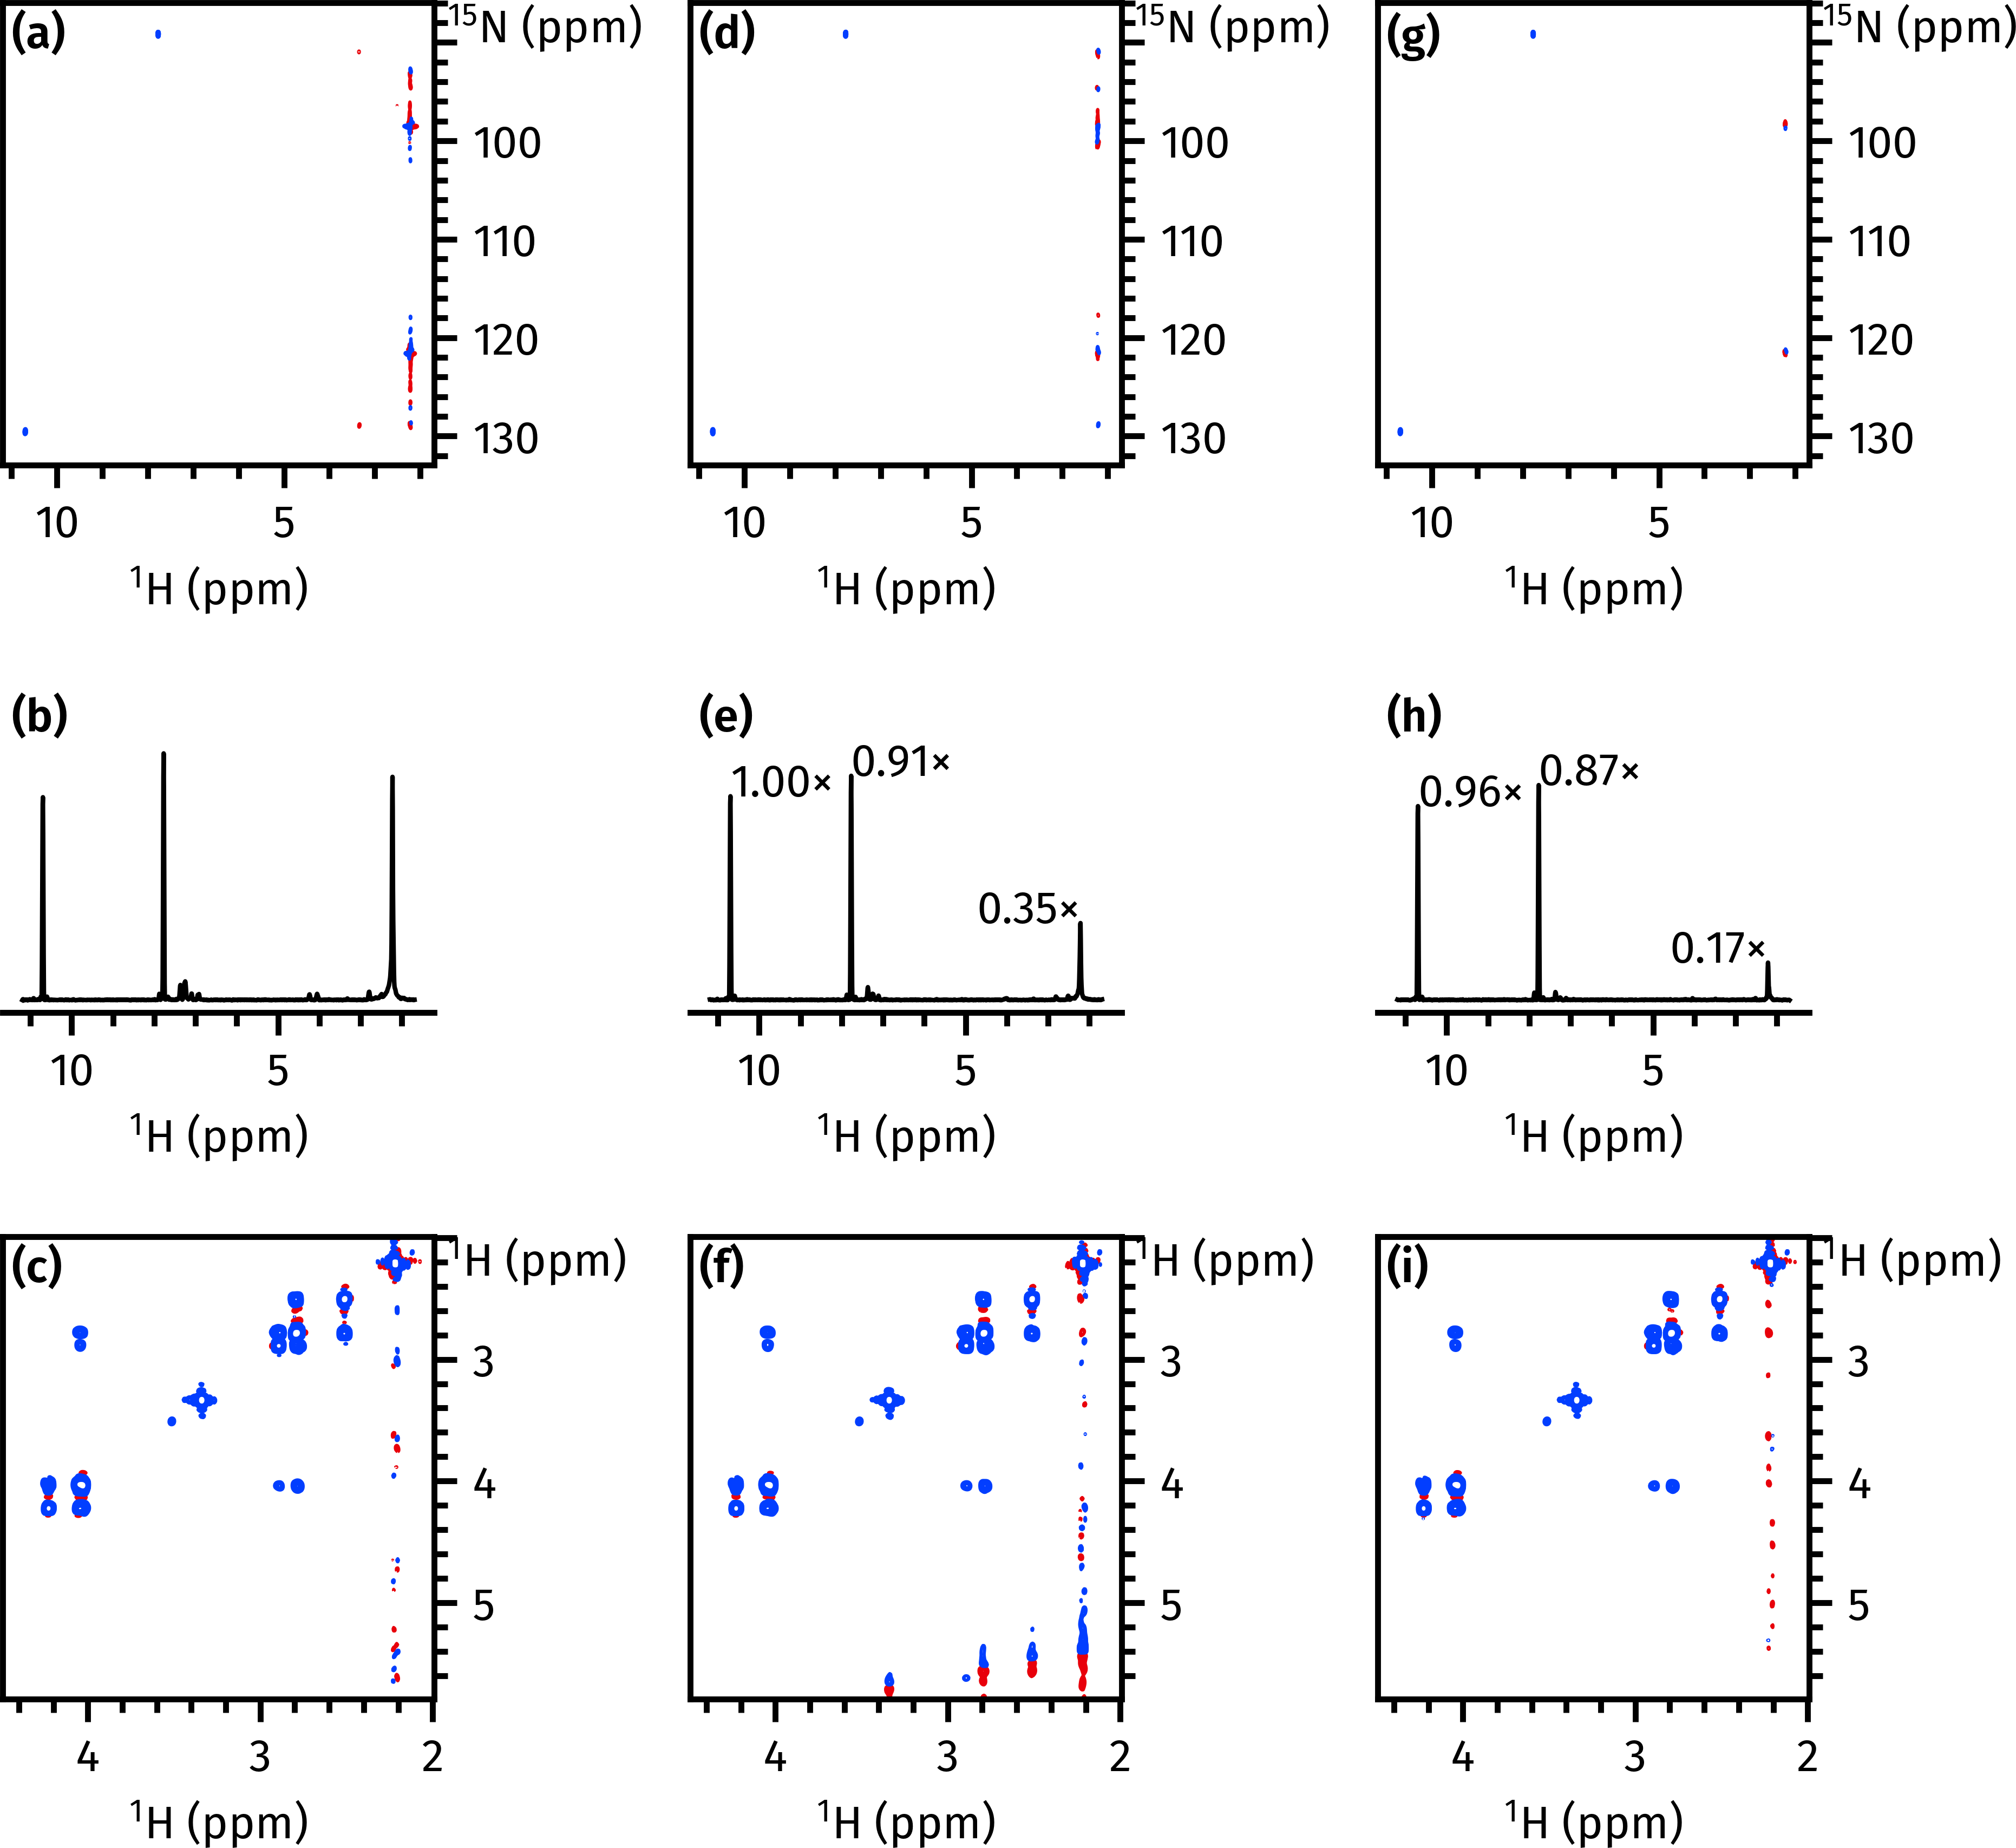 (a) ¹⁵N (ppm) (d) ¹⁵N (ppm) (g) ¹⁵N (ppm)
100 100 100
110 110 110
120 120 120
130 130 130
10 5 10 5 10 5
¹H (ppm) ¹H (ppm) ¹H (ppm)
(b) (e) (h)
1.00× 0.91× 0.96× 0.87×
0.35× 0.17×
10 5 10 5 10 5
¹H (ppm) ¹H (ppm) ¹H (ppm)
(c) ¹H (ppm) (f) ¹H (ppm) (i) ¹H (ppm)
3 3 3
4 4 4
5 5 5
4 3 2 4 3 2 4 3 2
¹H (ppm) ¹H (ppm) ¹H (ppm)